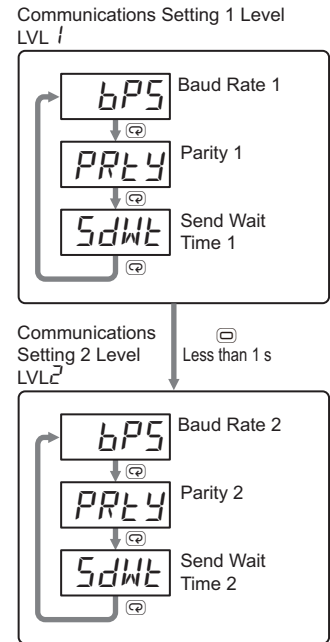 Communications Setting 1 Level
LVL 1
bPS
Baud Rate 1
PRtY
Parity 1
SdWt
Send Wait
Time 1
Communications
Setting 2 Level
LVL2
Less than 1 s
bPS
Baud Rate 2
PRtY
Parity 2
SdWt
Send Wait
Time 2